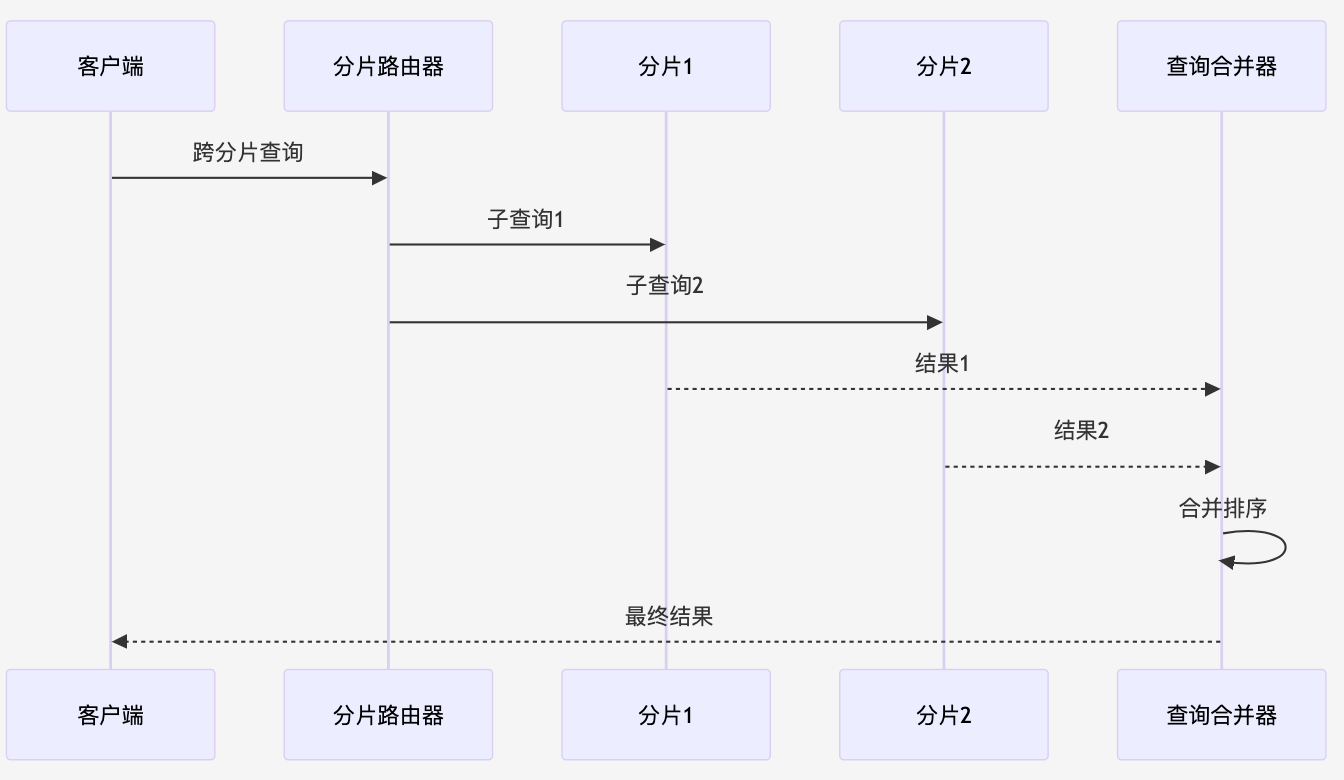 客户端
分片路由器
分片1
分片2
查询合并器
跨分片查询
子查询1
子查询2
结果1
结果2
合并排序
最终结果
客户端
分片路由器
分片1
分片2
查询合并器